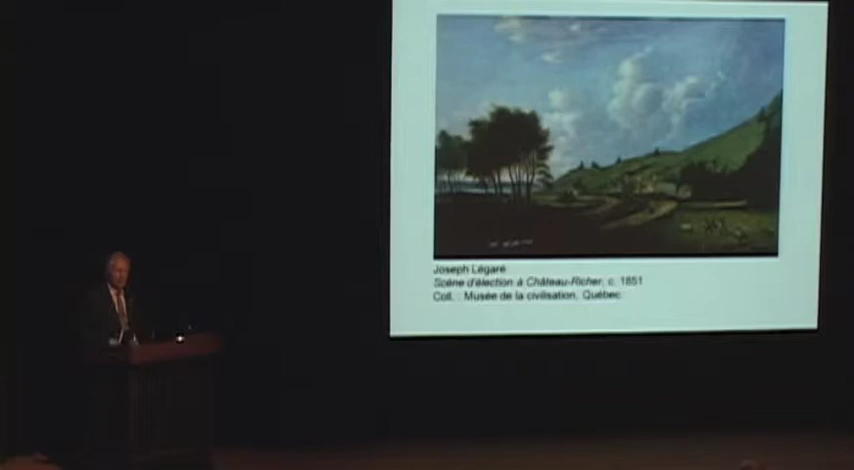 Joseph Légaré
Scène d'élection à Château-Richer, c. 1851
Coll. : Musée de la civilisation, Québec